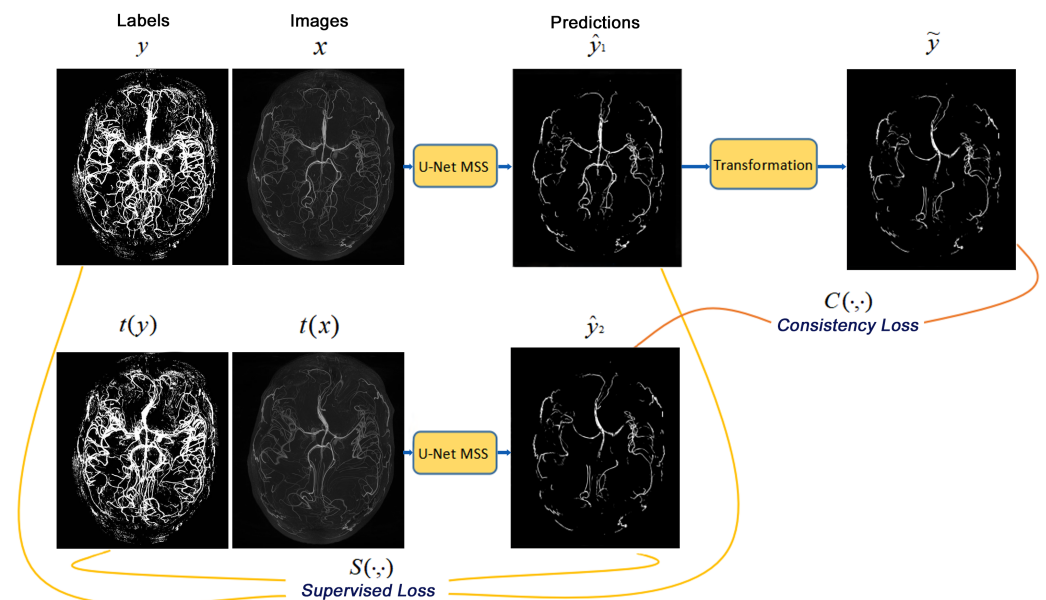 Labels
Images
Predictions
y
x
ŷ₁
ỹ
U-Net MSS
Transformation
C(·,·)
Consistency Loss
t(y)
t(x)
ŷ₂
U-Net MSS
S(·,·)
Supervised Loss